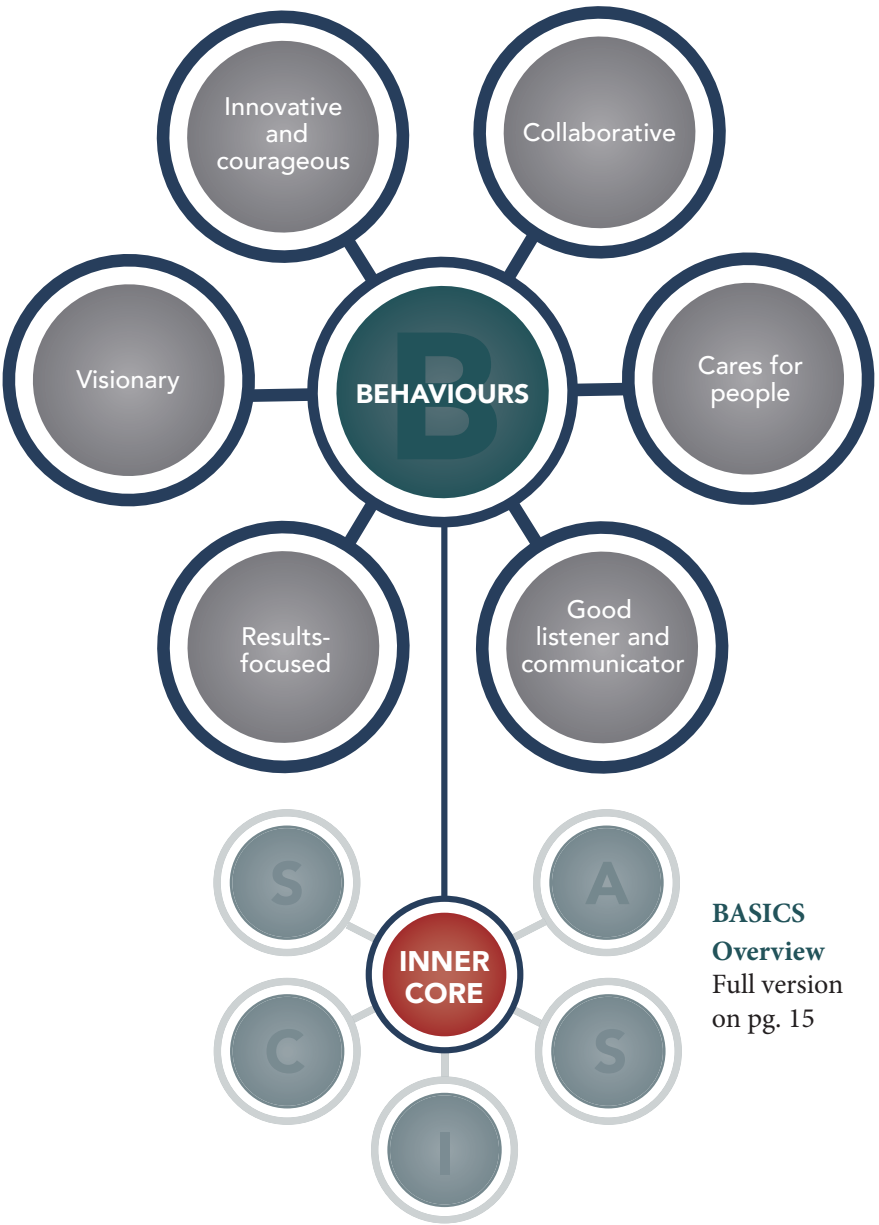 Innovative
and
courageous
Collaborative
Visionary
B
BEHAVIOURS
Cares for
people
Results-
focused
Good
listener and
communicator
S
A
INNER
CORE
C
S
I
BASICS
Overview
Full version
on pg. 15